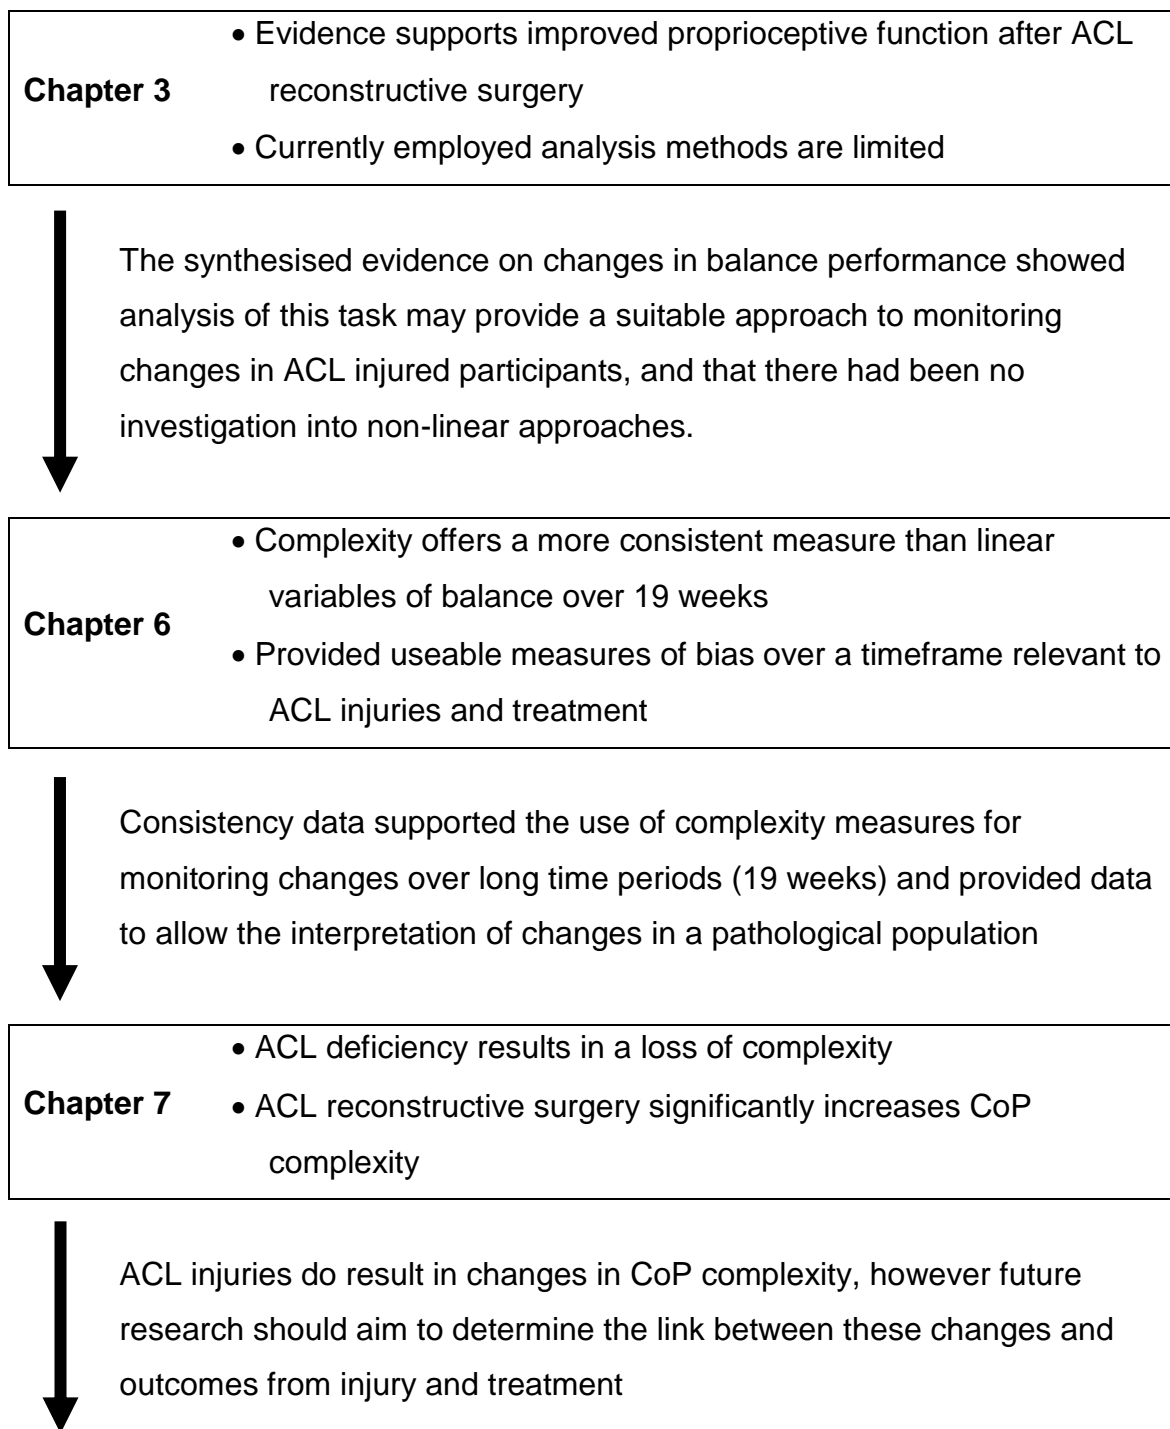 • Evidence supports improved proprioceptive function after ACL
Chapter 3
reconstructive surgery
• Currently employed analysis methods are limited
The synthesised evidence on changes in balance performance showed
analysis of this task may provide a suitable approach to monitoring
changes in ACL injured participants, and that there had been no
investigation into non-linear approaches.
• Complexity offers a more consistent measure than linear
variables of balance over 19 weeks
Chapter 6
• Provided useable measures of bias over a timeframe relevant to
ACL injuries and treatment
Consistency data supported the use of complexity measures for
monitoring changes over long time periods (19 weeks) and provided data
to allow the interpretation of changes in a pathological population
• ACL deficiency results in a loss of complexity
Chapter 7
• ACL reconstructive surgery significantly increases CoP
complexity
ACL injuries do result in changes in CoP complexity, however future
research should aim to determine the link between these changes and
outcomes from injury and treatment